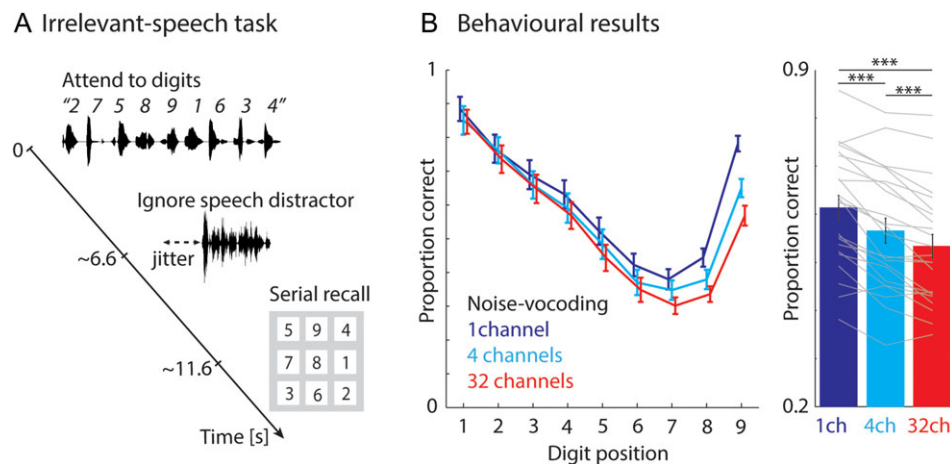 A Irrelevant-speech task
Attend to digits
"2 7 5 8 9 1 6 3 4"
0
Ignore speech distractor
jitter
~6.6
Serial recall
5 9 4
7 8 1
3 6 2
~11.6
Time [s]
B Behavioural results
1
Proportion correct
0
Noise-vocoding
1channel
4 channels
32 channels
1 2 3 4 5 6 7 8 9
Digit position
0.9
Proportion correct
0.2
***
*** ***
1ch 4ch 32ch